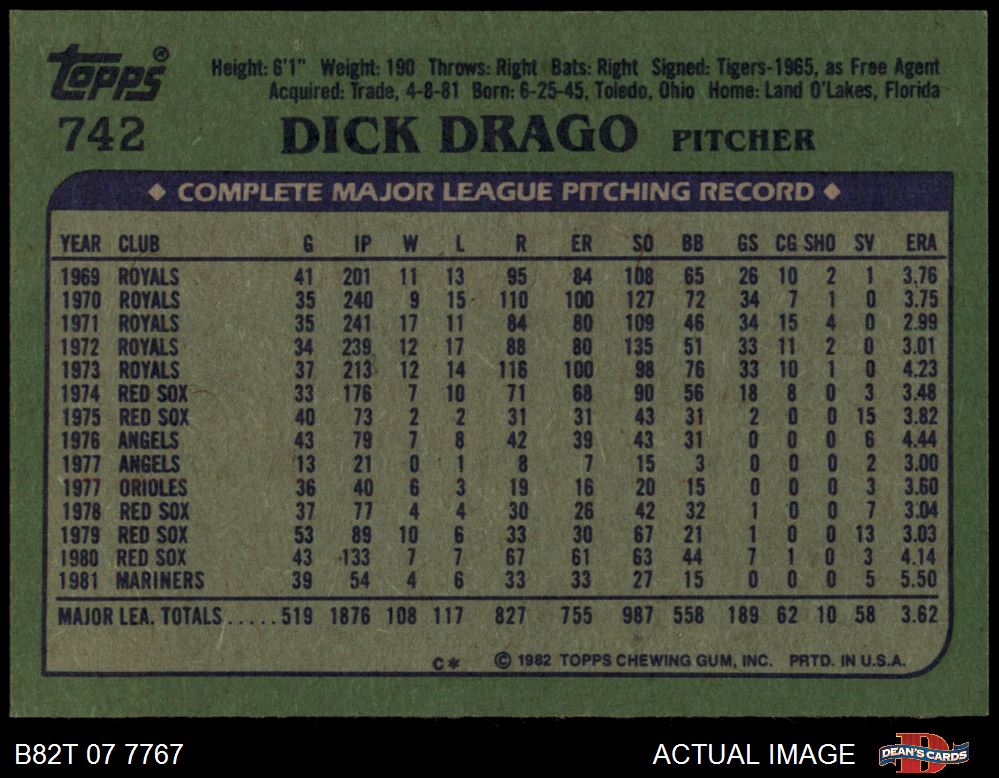 Topps®
Height: 6'1" Weight: 190 Throws: Right Bats: Right Signed: Tigers-1965, as Free Agent
Acquired: Trade, 4-8-81 Born: 6-25-45, Toledo, Ohio Home: Land O'Lakes, Florida
742 DICK DRAGO PITCHER
◆ COMPLETE MAJOR LEAGUE PITCHING RECORD ◆
YEAR CLUB G IP W L R ER SO BB GS CG SHO SV ERA
1969 ROYALS 41 201 11 13 95 84 108 65 26 10 2 1 3.76
1970 ROYALS 35 240 9 15 110 100 127 72 34 7 1 0 3.75
1971 ROYALS 35 241 17 11 84 80 109 46 34 15 4 0 2.99
1972 ROYALS 34 239 12 17 88 80 135 51 33 11 2 0 3.01
1973 ROYALS 37 213 12 14 116 100 98 76 33 10 1 0 4.23
1974 RED SOX 33 176 7 10 71 68 90 56 18 8 0 3 3.48
1975 RED SOX 40 73 2 2 31 31 43 31 2 0 0 15 3.82
1976 ANGELS 43 79 7 8 42 39 43 31 0 0 0 6 4.44
1977 ANGELS 13 21 0 1 8 7 15 3 0 0 0 2 3.00
1977 ORIOLES 36 40 6 3 19 16 20 15 0 0 0 3 3.60
1978 RED SOX 37 77 4 4 30 26 42 32 1 0 0 7 3.04
1979 RED SOX 53 89 10 6 33 30 67 21 1 0 0 13 3.03
1980 RED SOX 43 133 7 7 67 61 63 44 7 1 0 3 4.14
1981 MARINERS 39 54 4 6 33 33 27 15 0 0 0 5 5.50
MAJOR LEA. TOTALS.....519 1876 108 117 827 755 987 558 189 62 10 58 3.62
C* © 1982 TOPPS CHEWING GUM, INC. PRTD. IN U.S.A.
B82T 07 7767 ACTUAL IMAGE DEAN'S CARDS